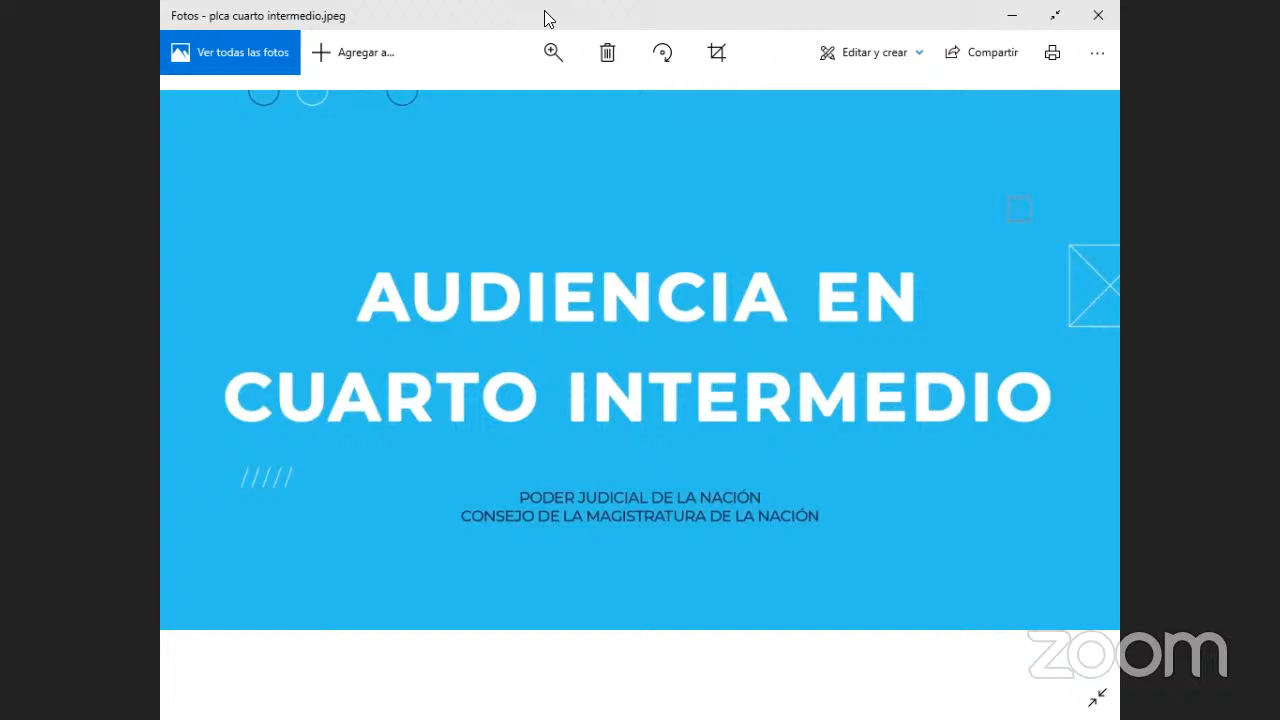 Fotos - plca cuarto intermedio.jpeg
Ver todas las fotos
Agregar a...
Editar y crear
Compartir
AUDIENCIA EN
CUARTO INTERMEDIO
PODER JUDICIAL DE LA NACIÓN
CONSEJO DE LA MAGISTRATURA DE LA NACIÓN
zoom